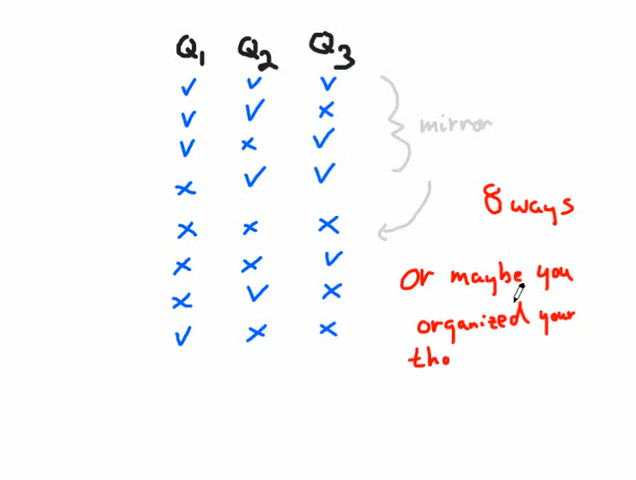 Q1 Q2 Q3
✓ ✓ ✓
✓ ✓ ×
✓ × ✓
× ✓ ✓
mirror
× × ×
× × ✓
× ✓ ×
✓ × ×
8 ways
Or maybe you
organized your
tho